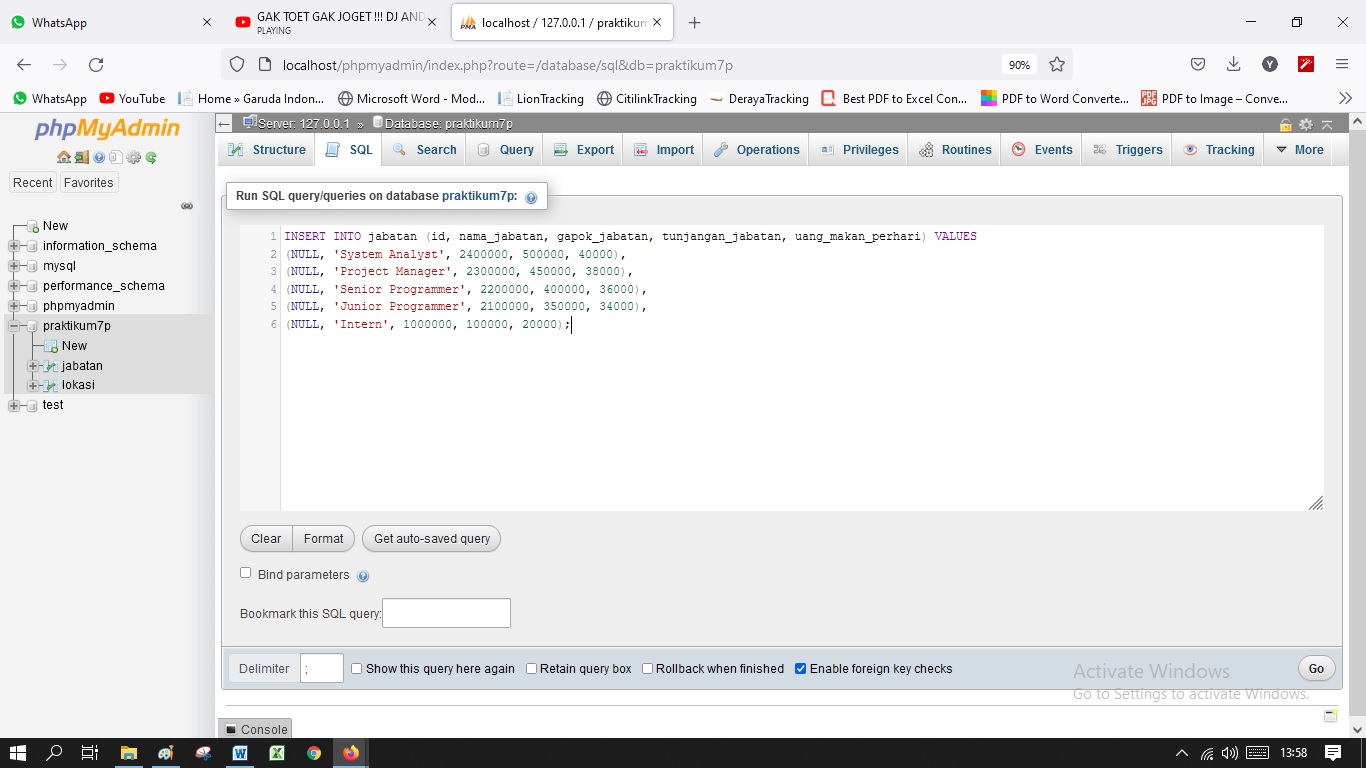 WhatsApp
GAK TOET GAK JOGET !!! DJ AND
PLAYING
localhost / 127.0.0.1 / praktikum
localhost/phpmyadmin/index.php?route=/database/sql&db=praktikum7p
90%
Y
WhatsApp
YouTube
Home » Garuda Indon...
Microsoft Word - Mod...
LionTracking
CitilinkTracking
DerayaTracking
Best PDF to Excel Con...
PDF to Word Converte...
PDF to Image – Conve...
phpMyAdmin
Recent
Favorites
New
information_schema
mysql
performance_schema
phpmyadmin
praktikum7p
New
jabatan
lokasi
test
Server: 127.0.0.1 » Database: praktikum7p
Structure
SQL
Search
Query
Export
Import
Operations
Privileges
Routines
Events
Triggers
Tracking
More
Run SQL query/queries on database praktikum7p:
1 INSERT INTO jabatan (id, nama_jabatan, gapok_jabatan, tunjangan_jabatan, uang_makan_perhari) VALUES
2 (NULL, 'System Analyst', 2400000, 500000, 40000),
3 (NULL, 'Project Manager', 2300000, 450000, 38000),
4 (NULL, 'Senior Programmer', 2200000, 400000, 36000),
5 (NULL, 'Junior Programmer', 2100000, 350000, 34000),
6 (NULL, 'Intern', 1000000, 100000, 20000);
Clear
Format
Get auto-saved query
Bind parameters
Bookmark this SQL query:
Delimiter
;
Show this query here again
Retain query box
Rollback when finished
Enable foreign key checks
Go
Activate Windows
Go to Settings to activate Windows.
Console
13:58